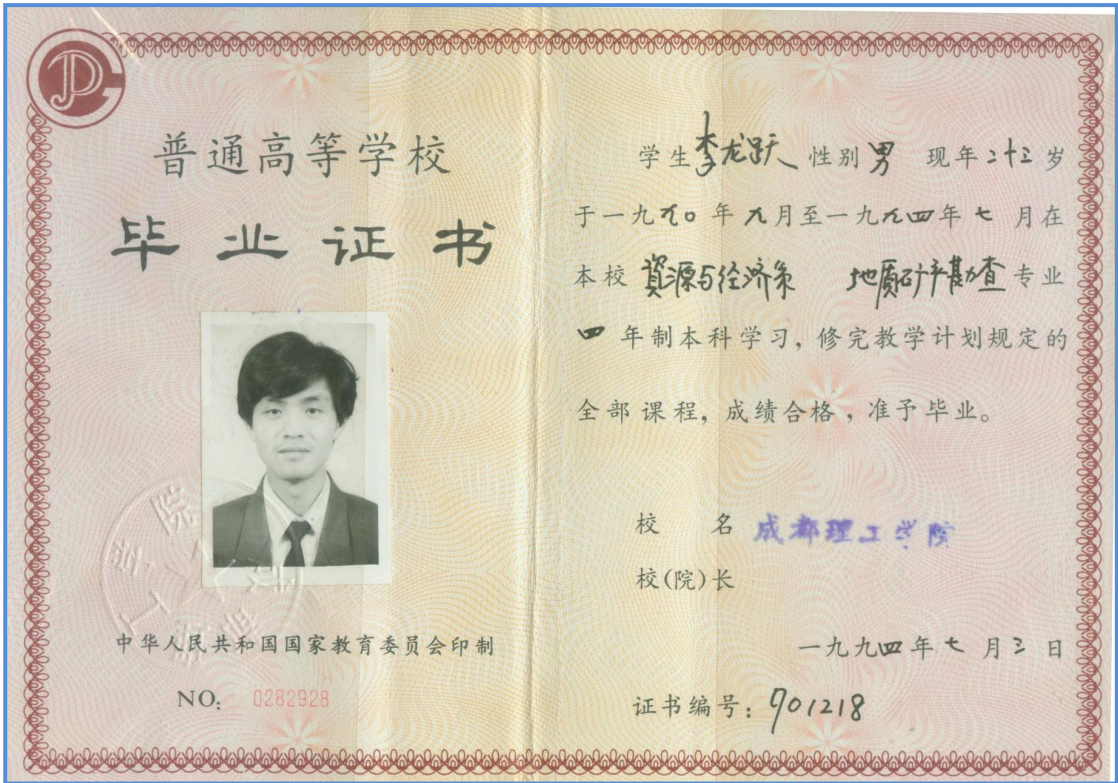 普通高等学校
毕业证书
中华人民共和国国家教育委员会印制
NO: 0282928
学生李龙跃 性别男 现年二十三岁
于一九九〇年九月至一九九四年七月在
本校 資源与经济系 地质矿产勘查专业
四年制本科学习，修完教学计划规定的
全部课程，成绩合格，准予毕业。
校 名 成都理工学院
校(院)长
一九九四年七月三日
证书编号：901218